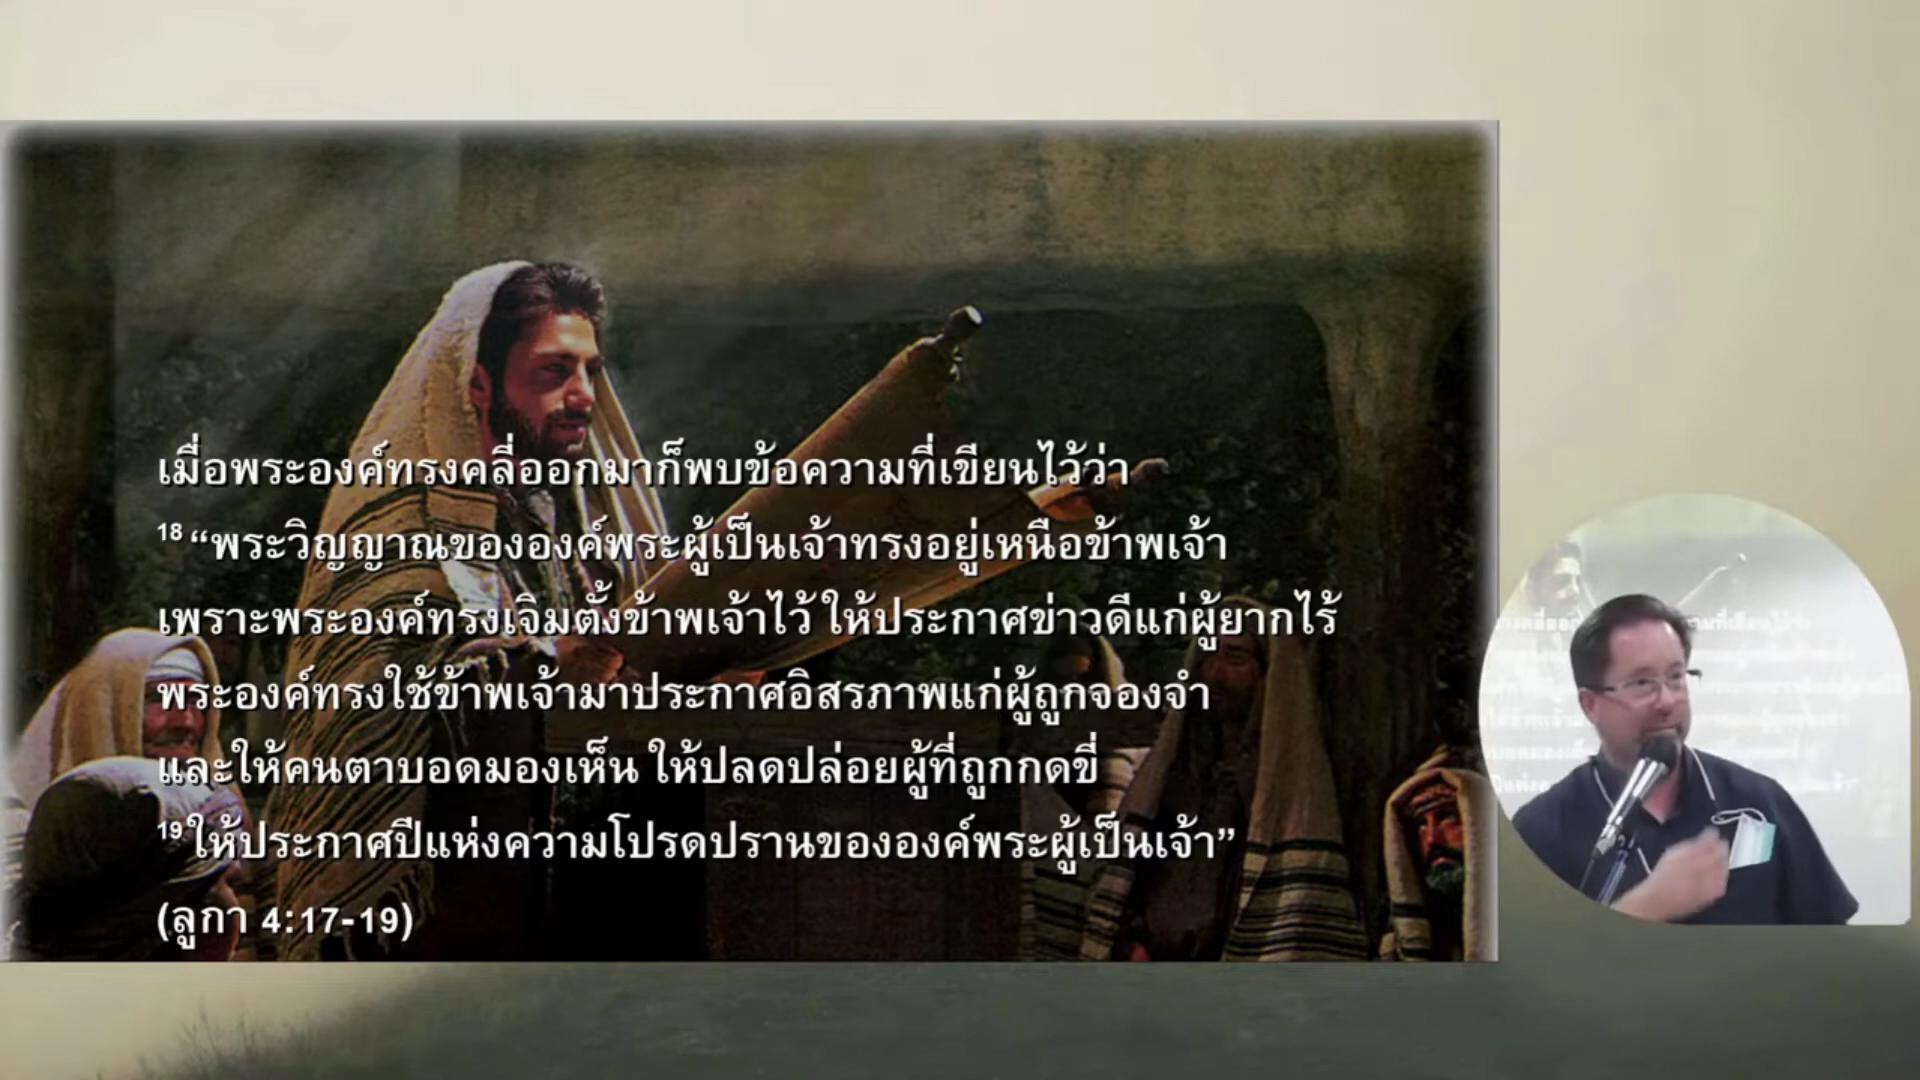 เมื่อพระองค์ทรงคลี่ออกมาก็พบข้อความที่เขียนไว้ว่า
18 “พระวิญญาณขององค์พระผู้เป็นเจ้าทรงอยู่เหนือข้าพเจ้า
เพราะพระองค์ทรงเจิมตั้งข้าพเจ้าไว้ ให้ประกาศข่าวดีแก่ผู้ยากไร้
พระองค์ทรงใช้ข้าพเจ้ามาประกาศอิสรภาพแก่ผู้ถูกจองจำ
และให้คนตาบอดมองเห็น ให้ปลดปล่อยผู้ที่ถูกกดขี่
19 ให้ประกาศปีแห่งความโปรดปรานขององค์พระผู้เป็นเจ้า”
(ลูกา 4:17-19)